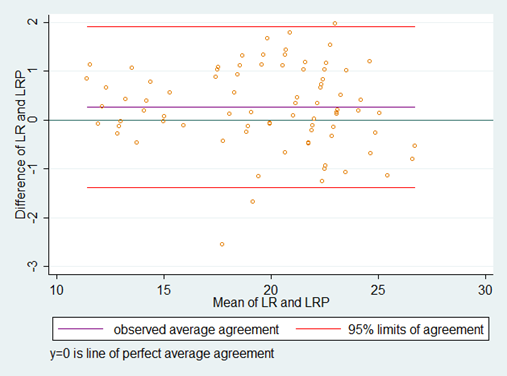 Difference of LR and LRP
2
1
0
-1
-2
-3
10
15
20
25
30
Mean of LR and LRP
observed average agreement
95% limits of agreement
y=0 is line of perfect average agreement